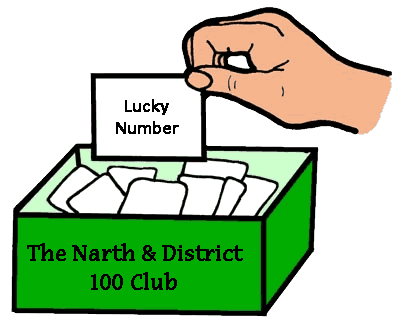 Lucky
Number
The Narth & District
100 Club